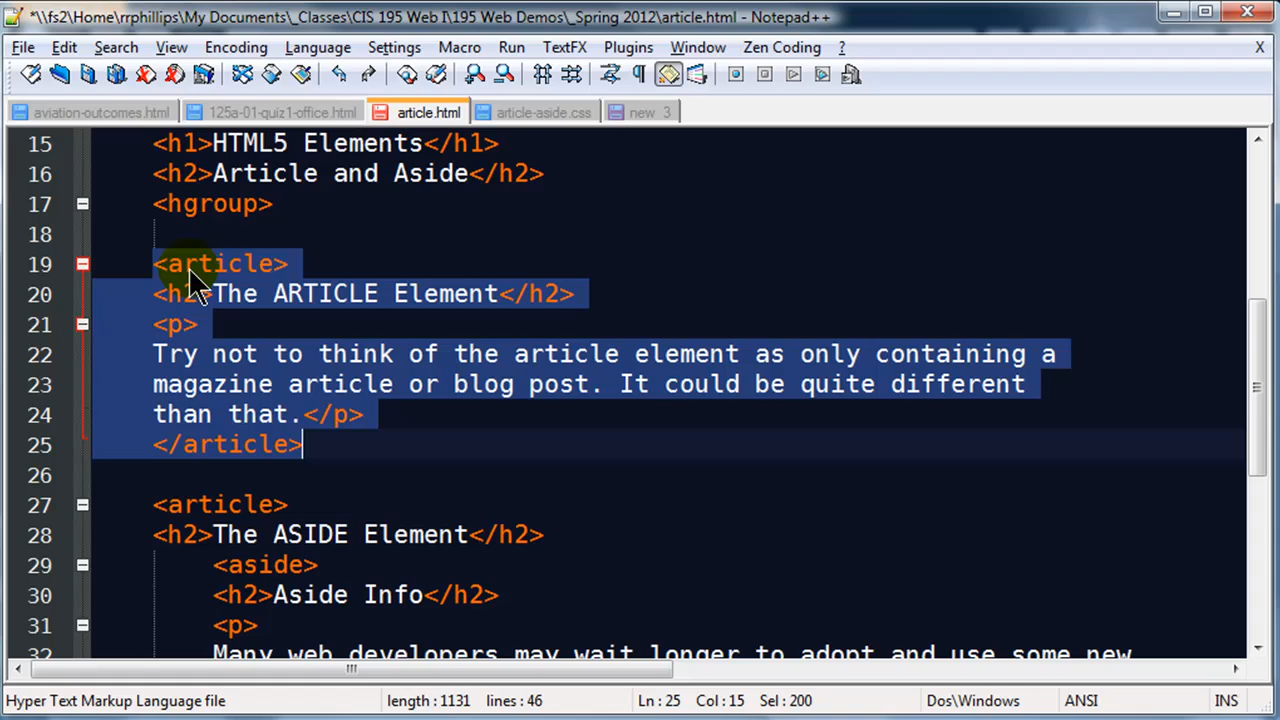 *\\fs2\Home\rrphillips\My Documents\_Classes\CIS 195 Web I\195 Web Demos\_Spring 2012\article.html - Notepad++
File Edit Search View Encoding Language Settings Macro Run TextFX Plugins Window Zen Coding ? X
aviation-outcomes.html 125a-01-quiz1-office.html article.html article-aside.css new 3
15 <h1>HTML5 Elements</h1>
16 <h2>Article and Aside</h2>
17 <hgroup>
18
19 <article>
20 <h2>The ARTICLE Element</h2>
21 <p>
22 Try not to think of the article element as only containing a
23 magazine article or blog post. It could be quite different
24 than that.</p>
25 </article>
26
27 <article>
28 <h2>The ASIDE Element</h2>
29 <aside>
30 <h2>Aside Info</h2>
31 <p>
32 Many web developers may wait longer to adopt and use some new
Hyper Text Markup Language file length : 1131 lines : 46 Ln : 25 Col : 15 Sel : 200 Dos\Windows ANSI INS